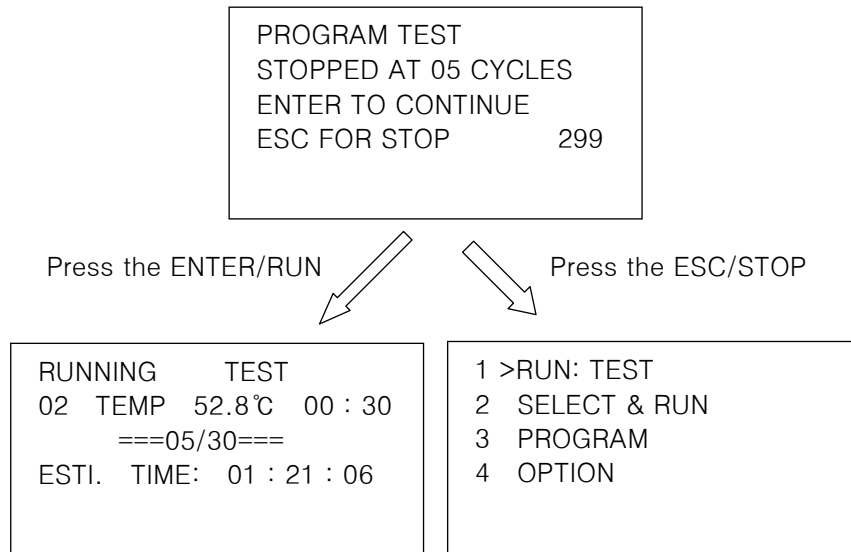 PROGRAM TEST
STOPPED AT 05 CYCLES
ENTER TO CONTINUE
ESC FOR STOP 299
Press the ENTER/RUN
Press the ESC/STOP
RUNNING TEST
02 TEMP 52.8℃ 00 : 30
===05/30===
ESTI. TIME: 01 : 21 : 06
1 >RUN: TEST
2 SELECT & RUN
3 PROGRAM
4 OPTION